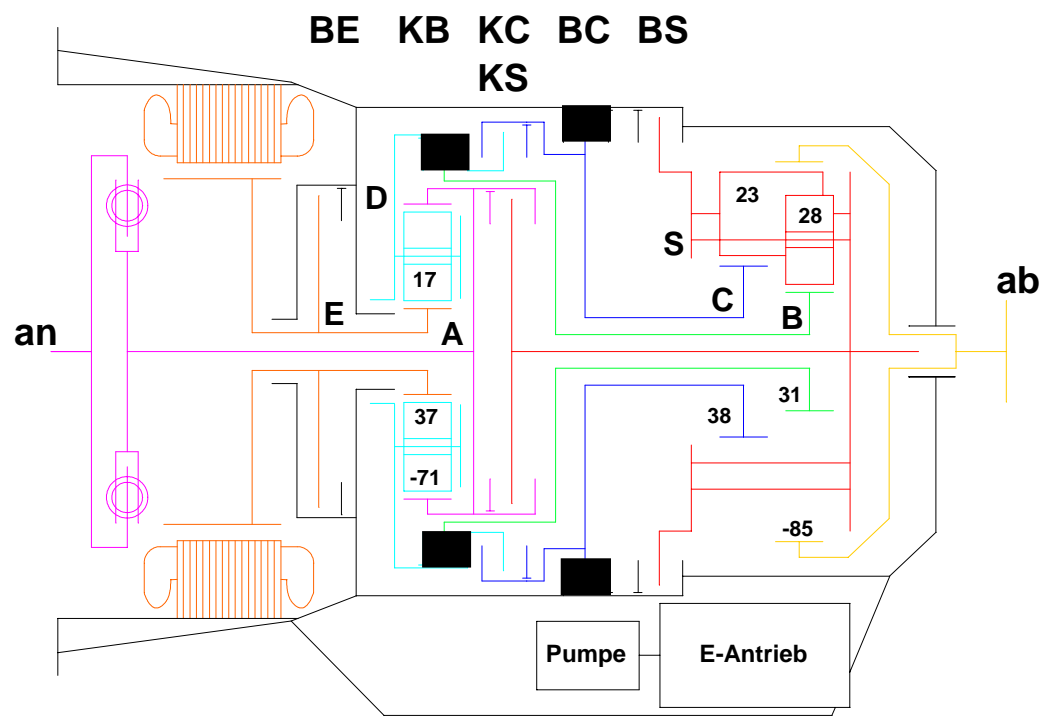 BE KB KC BC BS
KS
D
23
28
S
17
C
ab
E
B
an
A
37
31
38
-71
-85
Pumpe
E-Antrieb